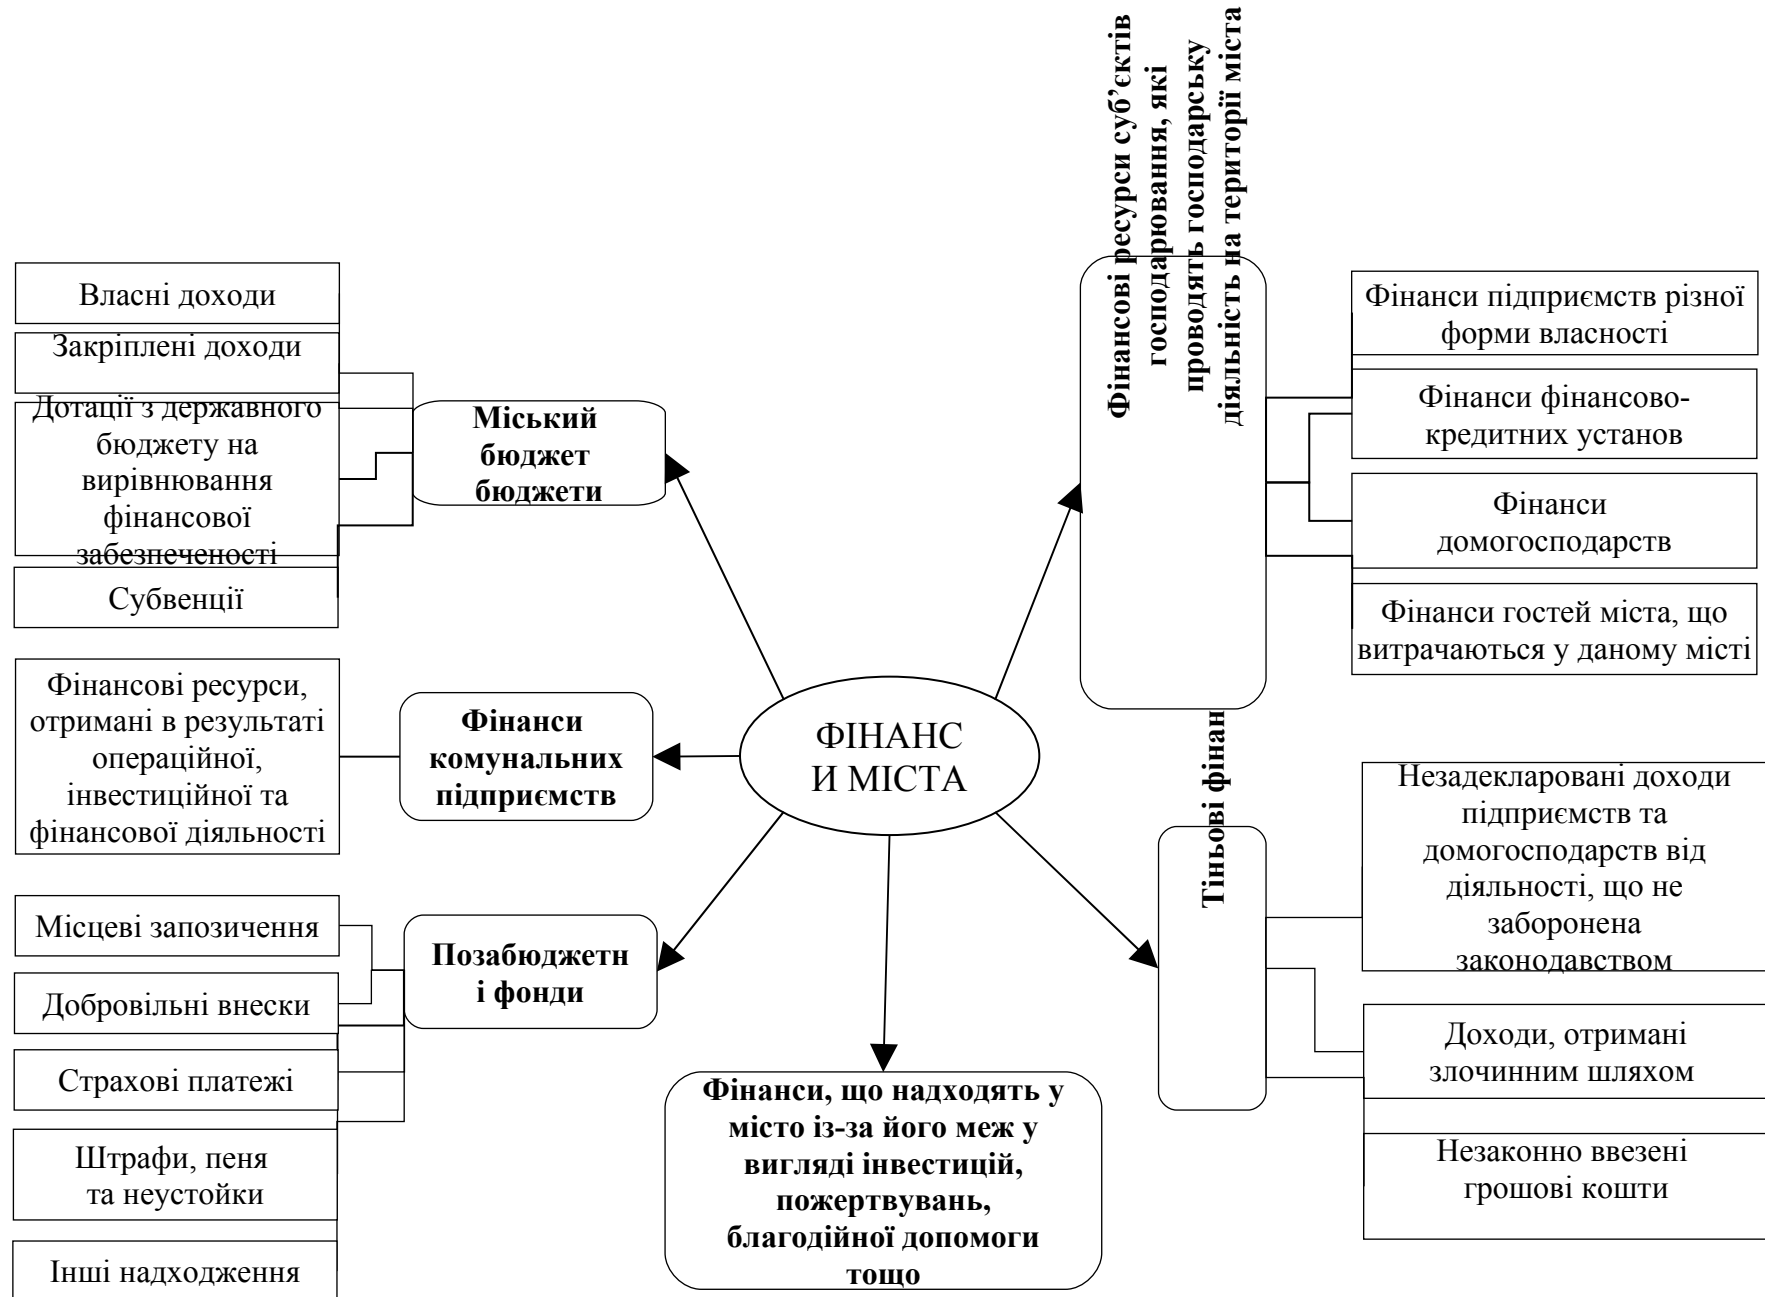 Власні доходи
Закріплені доходи
Дотації з державного
бюджету на
вирівнювання
фінансової
забезпеченості
Субвенції
Міський
бюджет
бюджети
Фінансові ресурси,
отримані в результаті
операційної,
інвестиційної та
фінансової діяльності
Фінанси
комунальних
підприємств
Місцеві запозичення
Добровільні внески
Страхові платежі
Штрафи, пеня
та неустойки
Інші надходження
Позабюджетн
і фонди
ФІНАНС
И МІСТА
Фінанси, що надходять у
місто із-за його меж у
вигляді інвестицій,
пожертвувань,
благодійної допомоги
тощо
Фінансові ресурси суб’єктів
господарювання, які
проводять господарську
діяльність на території міста
Фінанси підприємств різної
форми власності
Фінанси фінансово-
кредитних установ
Фінанси
домогосподарств
Фінанси гостей міста, що
витрачаються у даному місті
Тіньові фінан
Незадекларовані доходи
підприємств та
домогосподарств від
діяльності, що не
заборонена
законодавством
Доходи, отримані
злочинним шляхом
Незаконно ввезені
грошові кошти